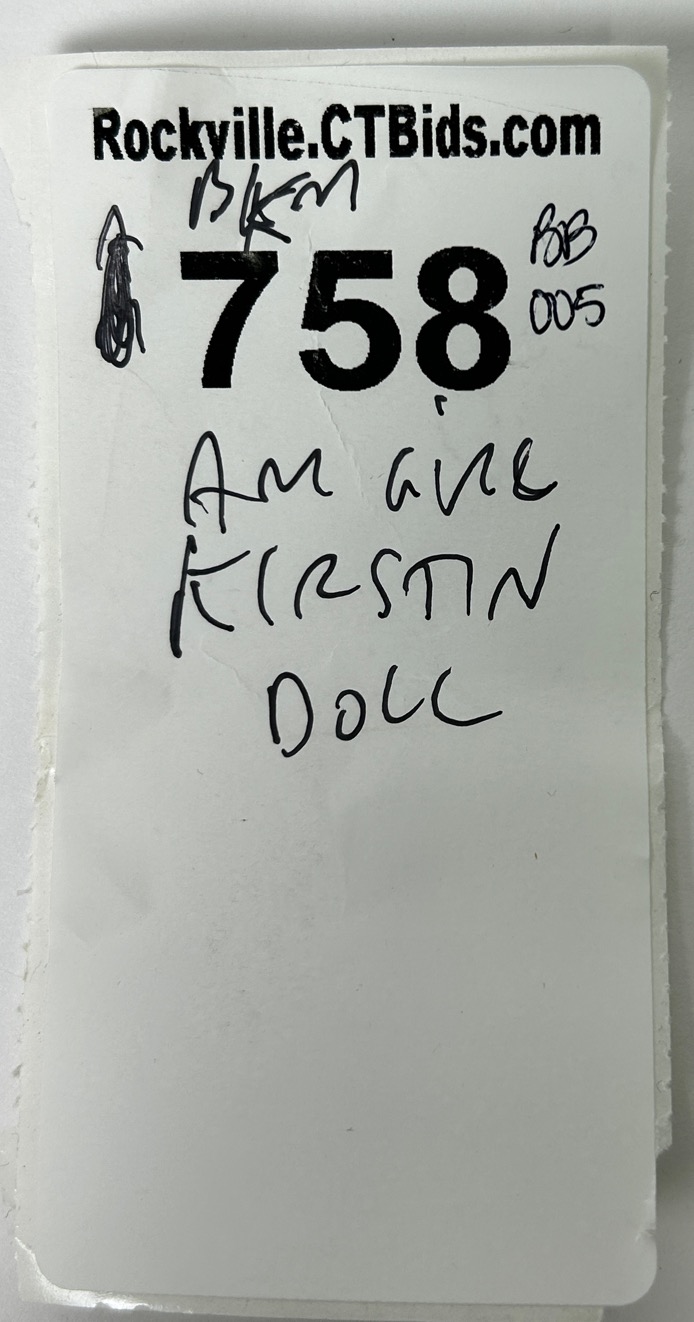 Rockville.CTBids.com
BKM
758
BB
005
AM GIRL
KIRSTIN
DOLL